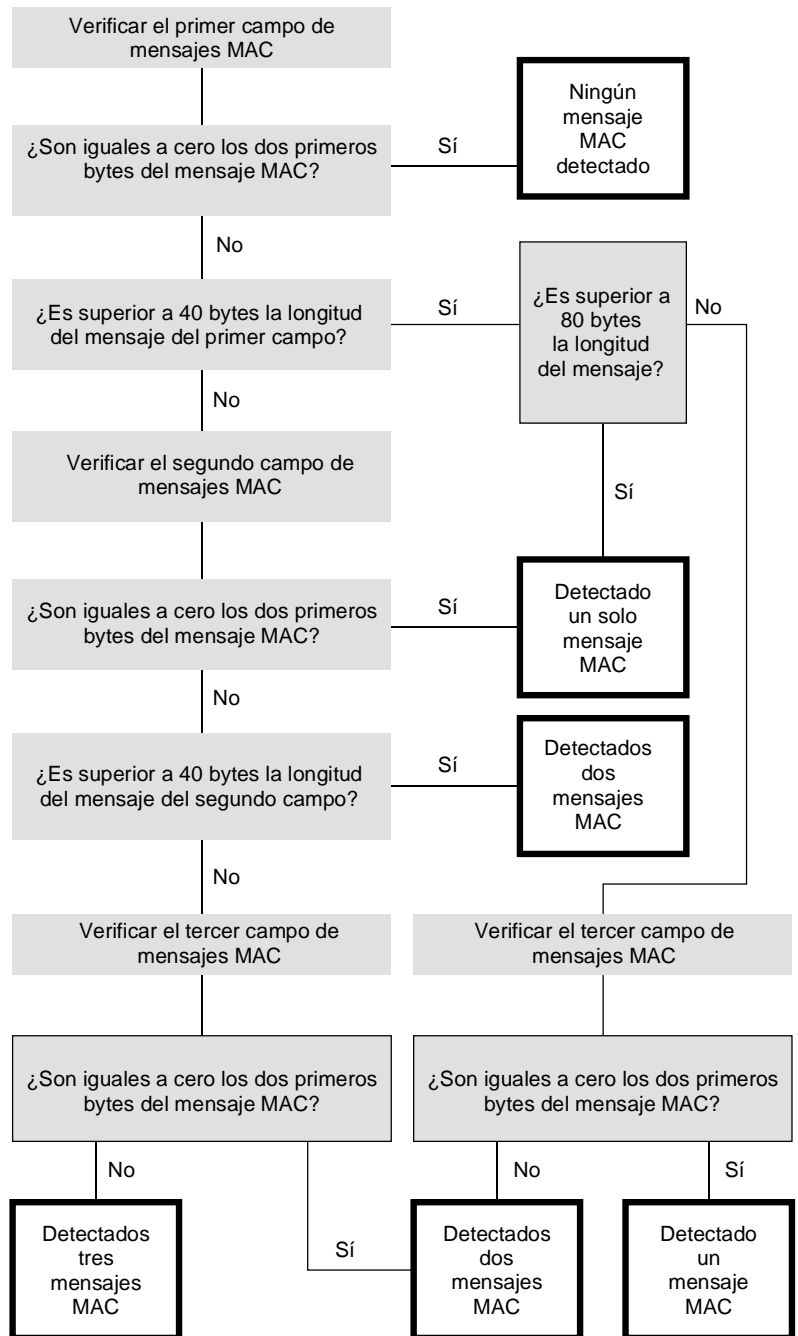 Verificar el primer campo de
mensajes MAC
¿Son iguales a cero los dos primeros
bytes del mensaje MAC?
Sí
Ningún
mensaje
MAC
detectado
No
¿Es superior a 40 bytes la longitud
del mensaje del primer campo?
Sí
¿Es superior a
80 bytes
la longitud
del mensaje?
No
No
Verificar el segundo campo de
mensajes MAC
Sí
¿Son iguales a cero los dos primeros
bytes del mensaje MAC?
Sí
Detectado
un solo
mensaje
MAC
No
¿Es superior a 40 bytes la longitud
del mensaje del segundo campo?
Sí
Detectados
dos
mensajes
MAC
No
Verificar el tercer campo de
mensajes MAC
Verificar el tercer campo de
mensajes MAC
¿Son iguales a cero los dos primeros
bytes del mensaje MAC?
¿Son iguales a cero los dos primeros
bytes del mensaje MAC?
No
Sí
No
Sí
Detectados
tres
mensajes
MAC
Detectados
dos
mensajes
MAC
Detectado
un
mensaje
MAC